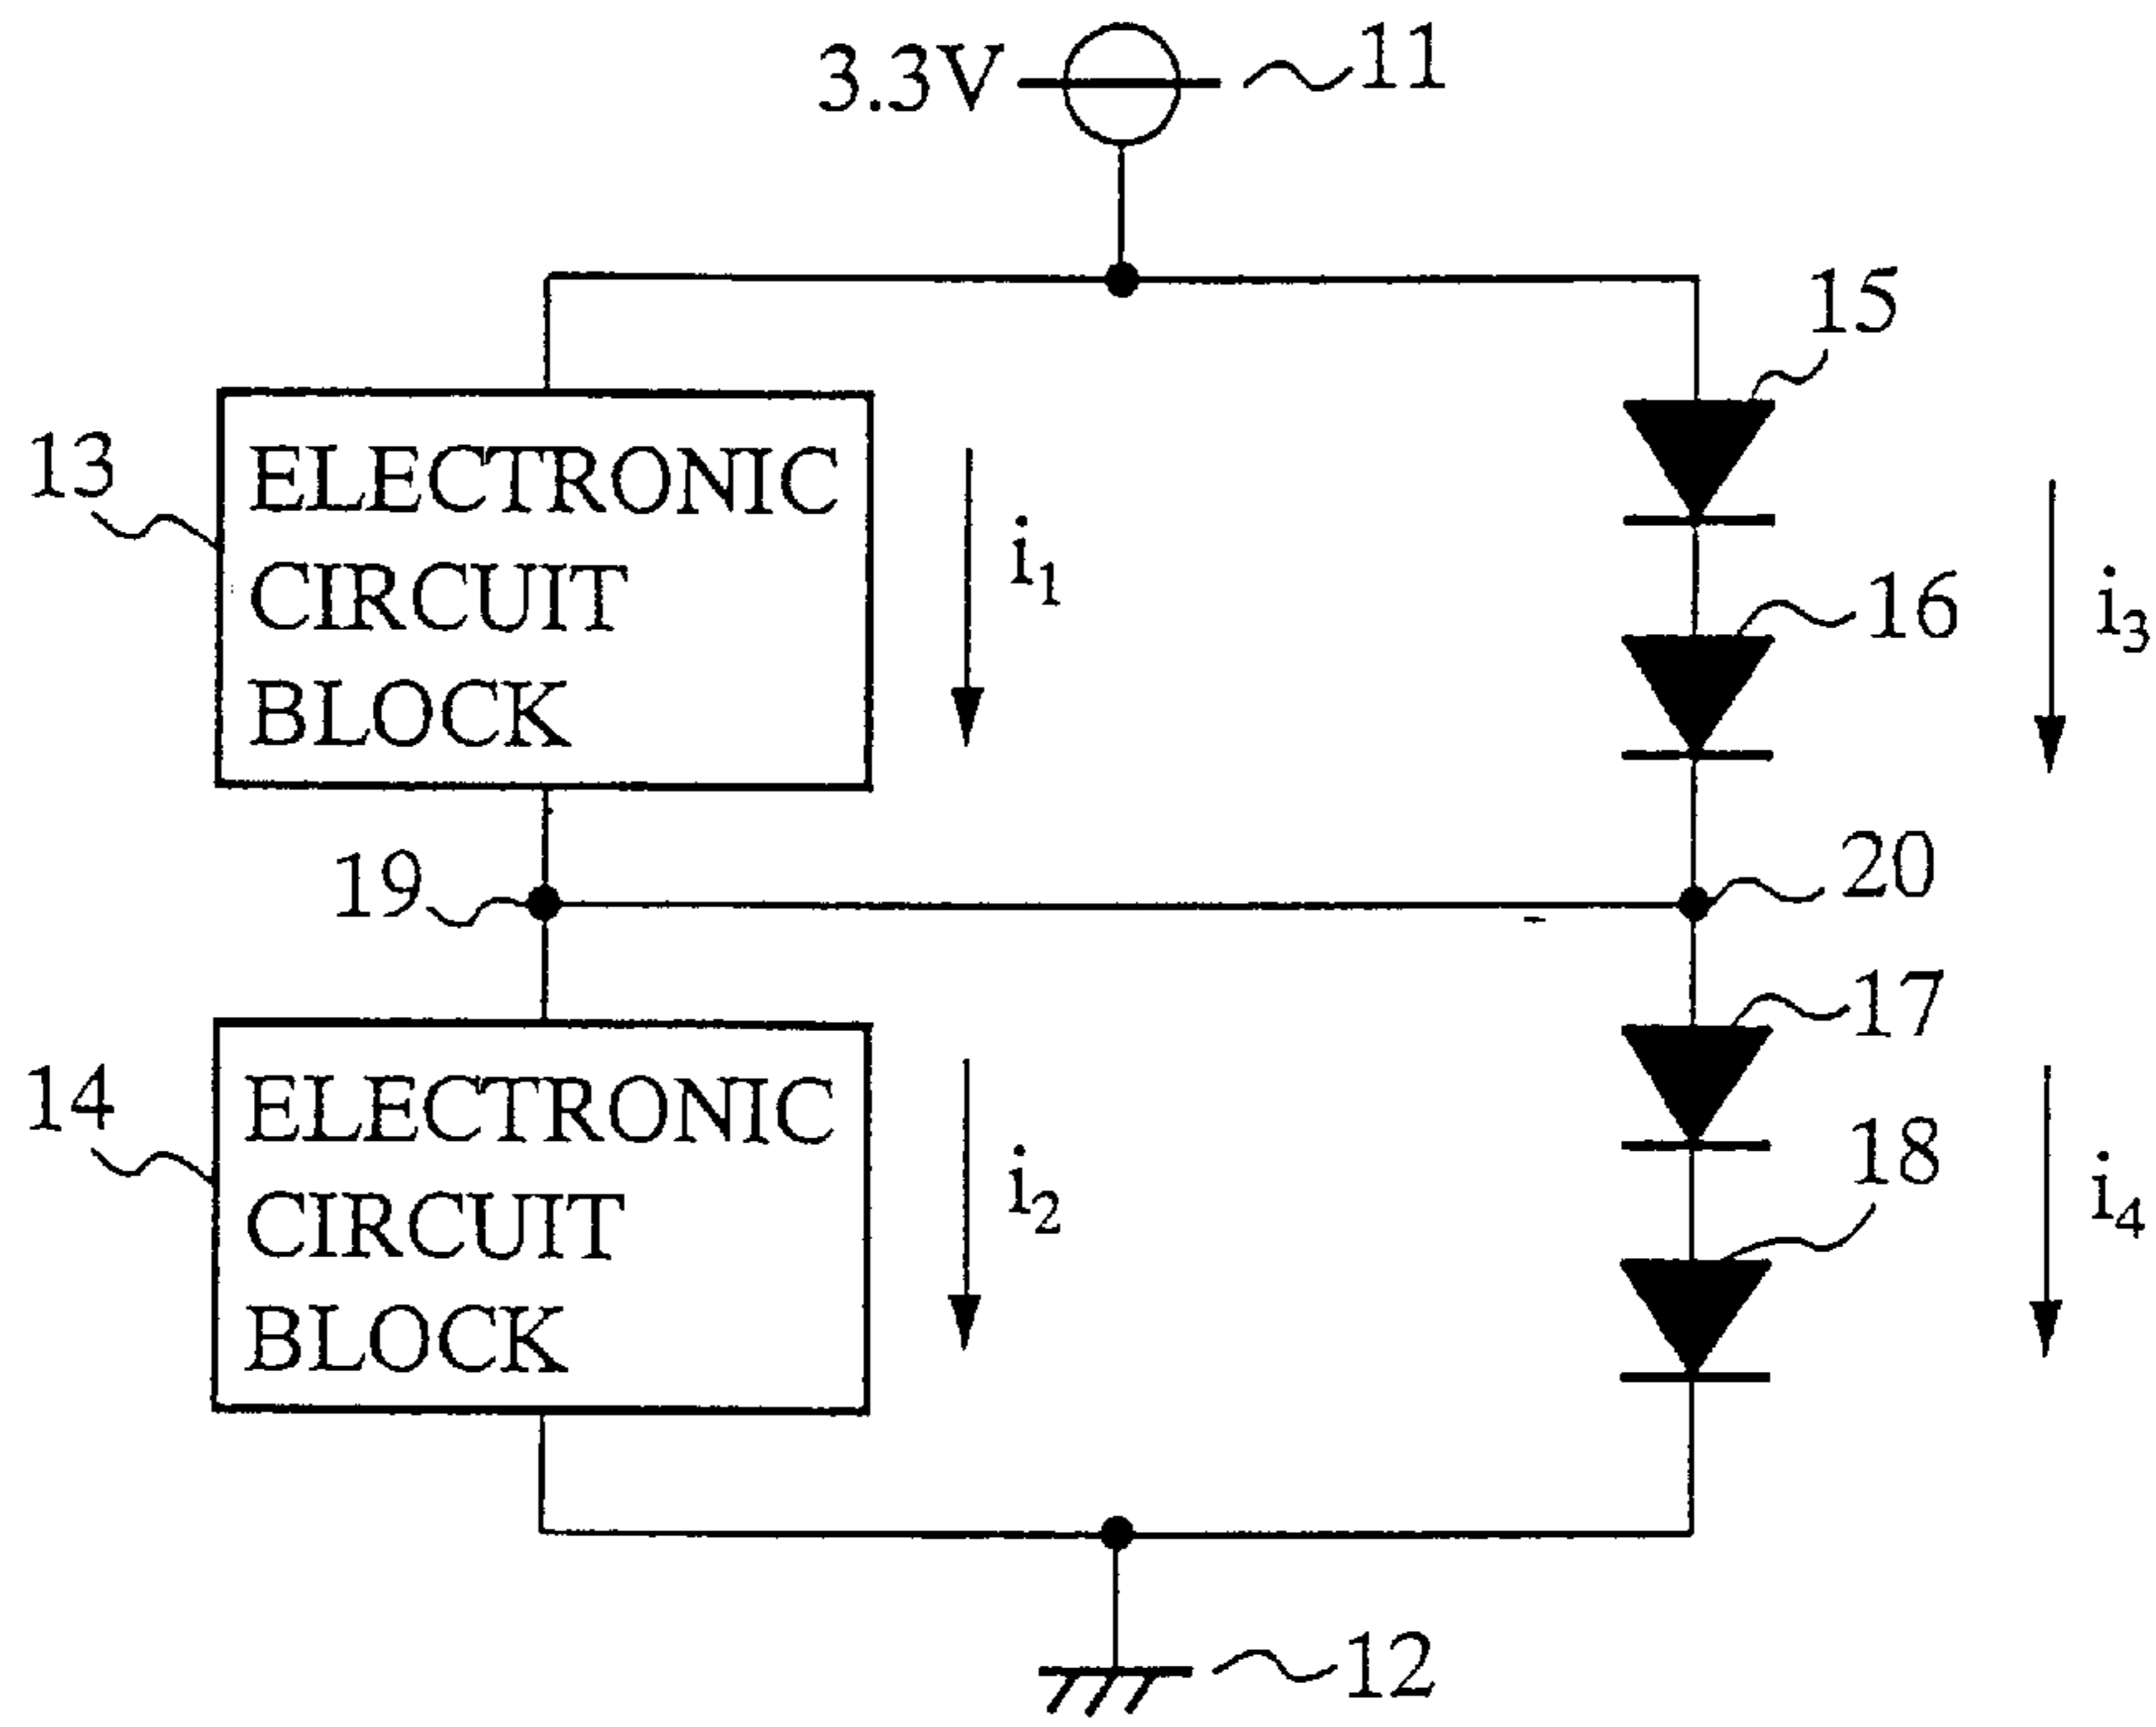 3.3V 11
15
13
ELECTRONIC
CIRCUIT
BLOCK
i1
16
i3
19
20
17
14
ELECTRONIC
CIRCUIT
BLOCK
i2
18
i4
12